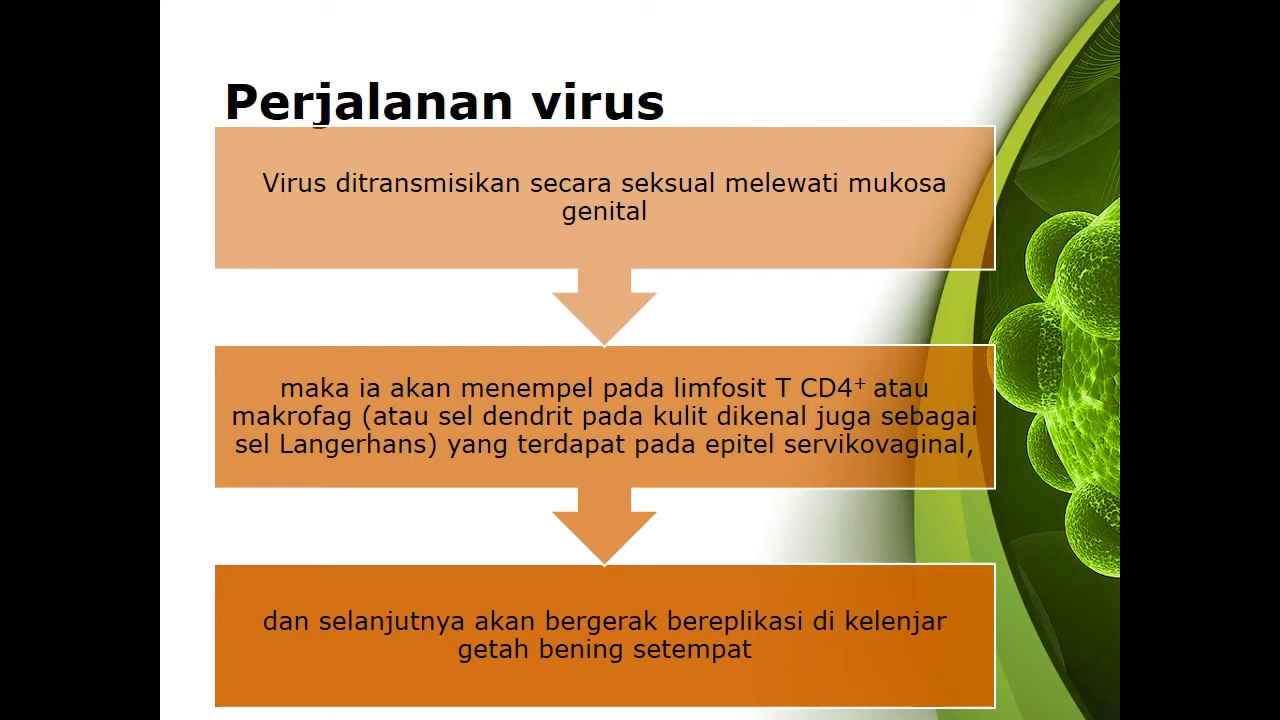 Perjalanan virus
Virus ditransmisikan secara seksual melewati mukosa
genital
maka ia akan menempel pada limfosit T CD4⁺ atau
makrofag (atau sel dendrit pada kulit dikenal juga sebagai
sel Langerhans) yang terdapat pada epitel servikovaginal,
dan selanjutnya akan bergerak bereplikasi di kelenjar
getah bening setempat